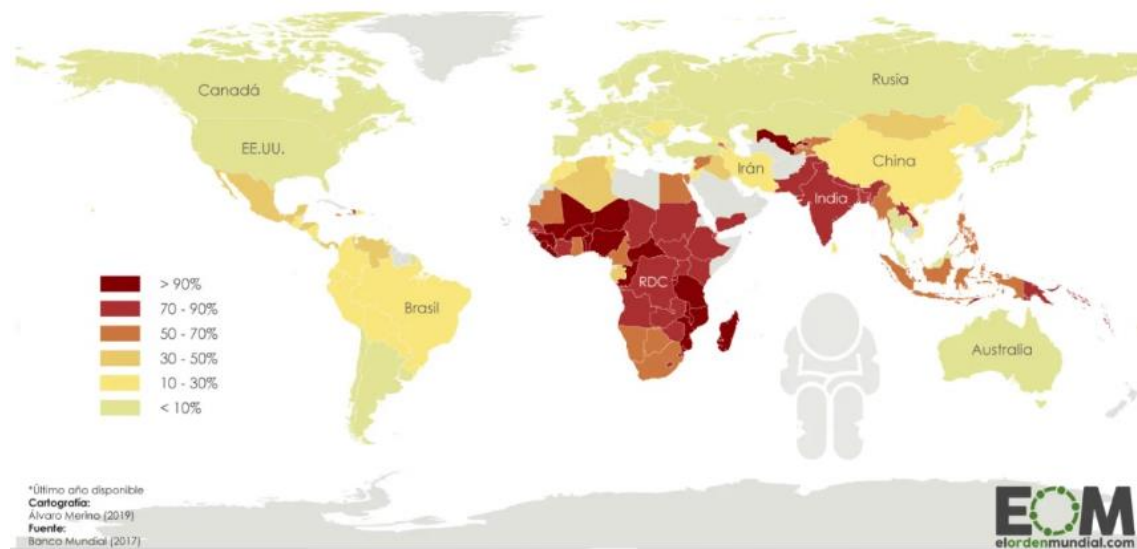 Canadá
Rusia
EE.UU.
Irán
China
India
RDC
Brasil
Australia
> 90%
70 - 90%
50 - 70%
30 - 50%
10 - 30%
< 10%
*Último año disponible
Cartografía:
Álvaro Merino (2019)
Fuente:
Banco Mundial (2017)
EOM
elordenmundial.com